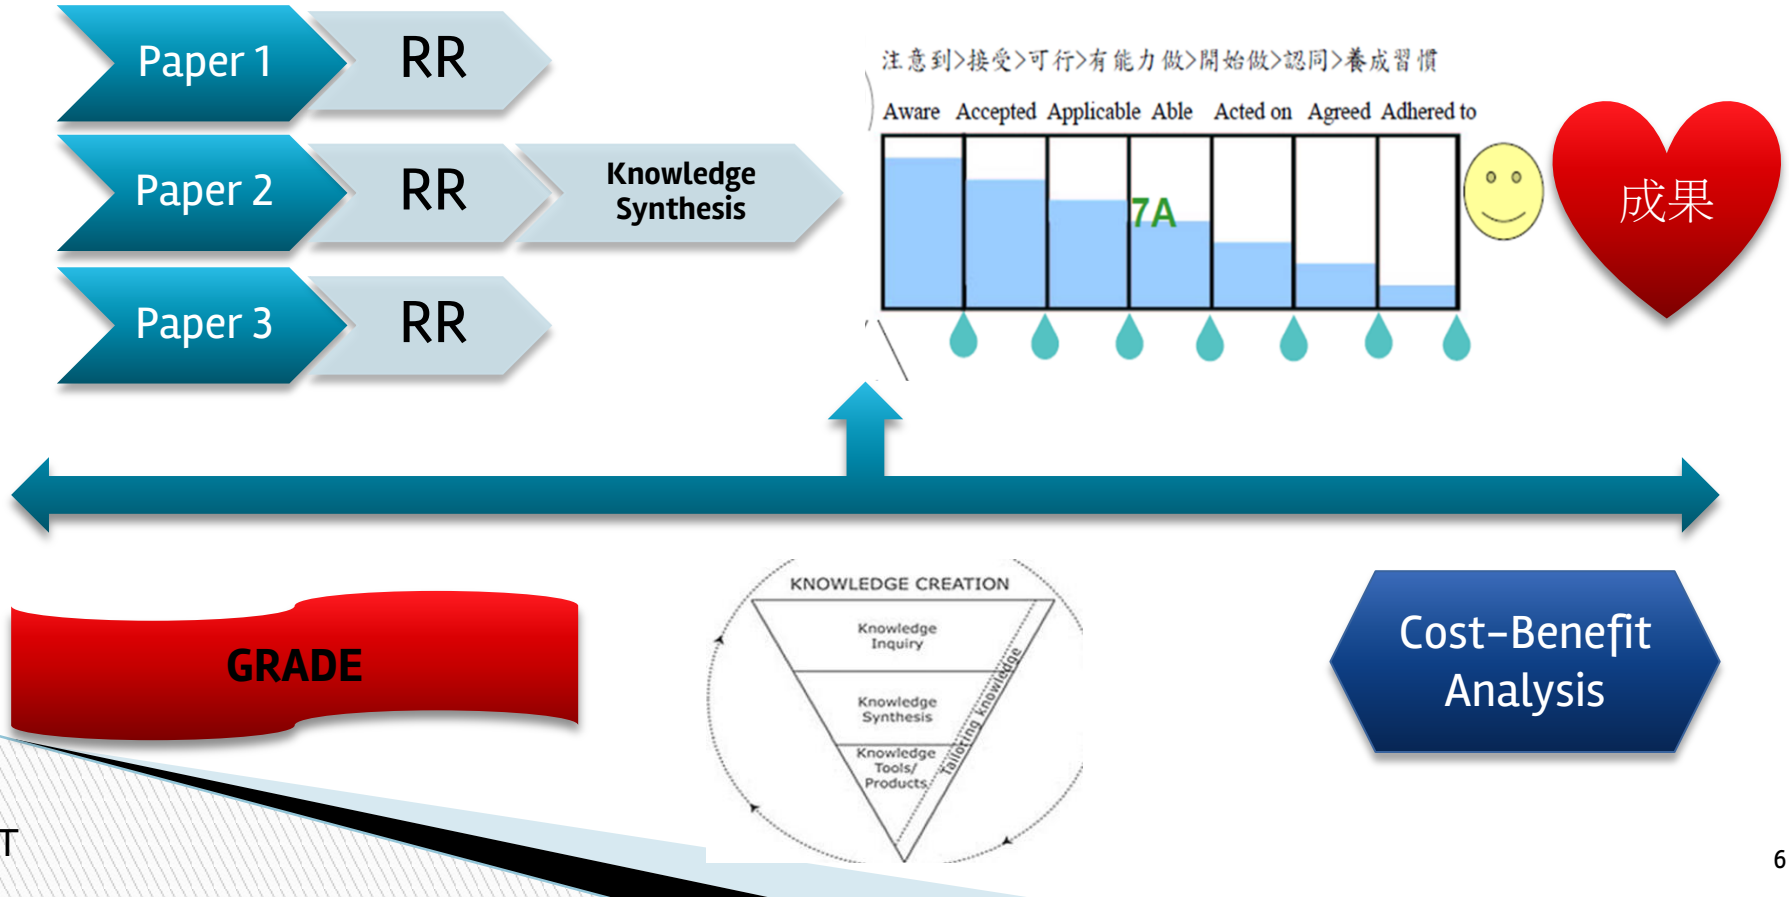 Paper 1
RR
Paper 2
RR
Knowledge
Synthesis
Paper 3
RR
注意到>接受>可行>有能力做>開始做>認同>養成習慣
Aware Accepted Applicable Able Acted on Agreed Adhered to
7A
成果
GRADE
KNOWLEDGE CREATION
Knowledge
Inquiry
Knowledge
Synthesis
Knowledge
Tools/
Products
Tailoring knowledge
Cost-Benefit
Analysis
T
6